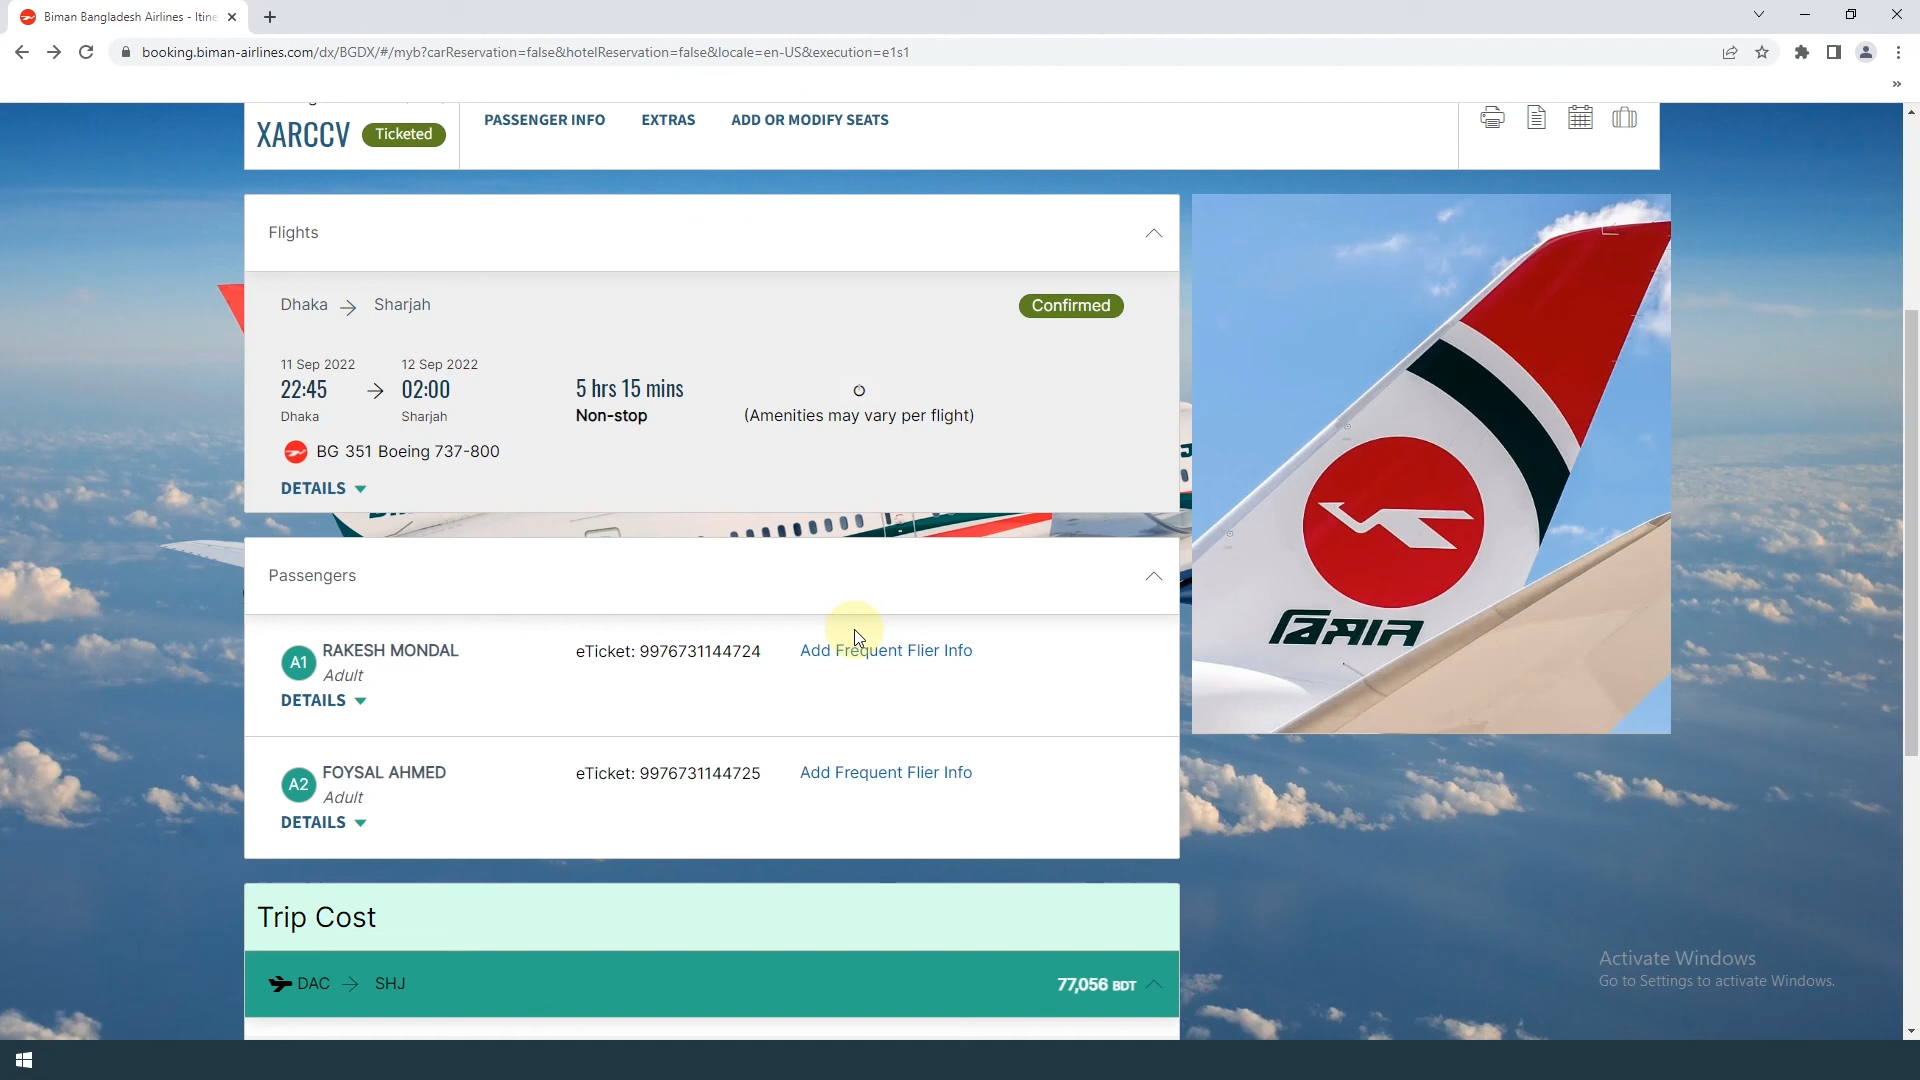 Biman Bangladesh Airlines - Itine
booking.biman-airlines.com/dx/BGDX/#/myb?carReservation=false&hotelReservation=false&locale=en-US&execution=e1s1
XARCCV Ticketed
PASSENGER INFO EXTRAS ADD OR MODIFY SEATS
Flights
Dhaka Sharjah Confirmed
11 Sep 2022 12 Sep 2022
22:45 02:00 5 hrs 15 mins
Dhaka Sharjah Non-stop (Amenities may vary per flight)
BG 351 Boeing 737-800
DETAILS
Passengers
A1 RAKESH MONDAL eTicket: 9976731144724 Add Frequent Flier Info
Adult
DETAILS
A2 FOYSAL AHMED eTicket: 9976731144725 Add Frequent Flier Info
Adult
DETAILS
Trip Cost
DAC SHJ 77,056 BDT
বিমান
Activate Windows
Go to Settings to activate Windows.